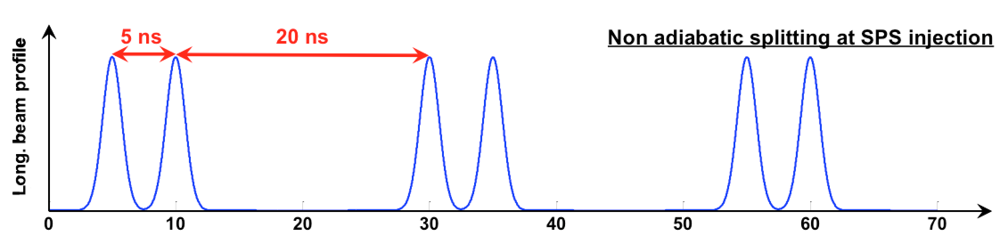 5 ns
20 ns
Non adiabatic splitting at SPS injection
Long. beam profile
0 10 20 30 40 50 60 70